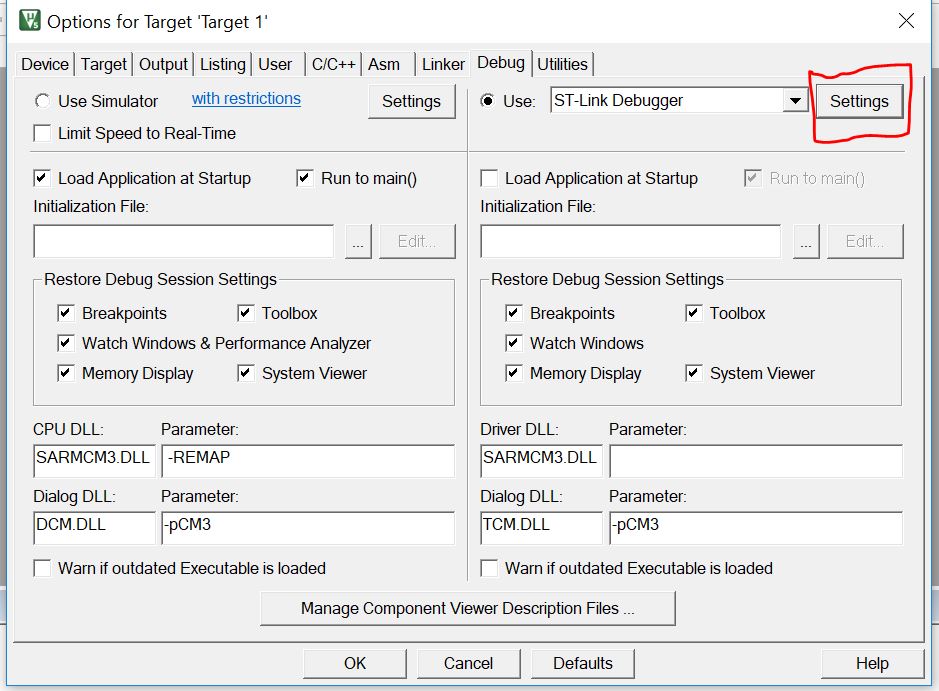 Options for Target 'Target 1'
Device Target Output Listing User C/C++ Asm Linker Debug Utilities
Use Simulator with restrictions Settings
Limit Speed to Real-Time
Use: ST-Link Debugger Settings
Load Application at Startup Run to main()
Initialization File:
... Edit...
Load Application at Startup Run to main()
Initialization File:
... Edit...
Restore Debug Session Settings
Breakpoints Toolbox
Watch Windows & Performance Analyzer
Memory Display System Viewer
Restore Debug Session Settings
Breakpoints Toolbox
Watch Windows
Memory Display System Viewer
CPU DLL: Parameter:
SARMCM3.DLL -REMAP
Dialog DLL: Parameter:
DCM.DLL -pCM3
Warn if outdated Executable is loaded
Driver DLL: Parameter:
SARMCM3.DLL
Dialog DLL: Parameter:
TCM.DLL -pCM3
Warn if outdated Executable is loaded
Manage Component Viewer Description Files ...
OK Cancel Defaults Help